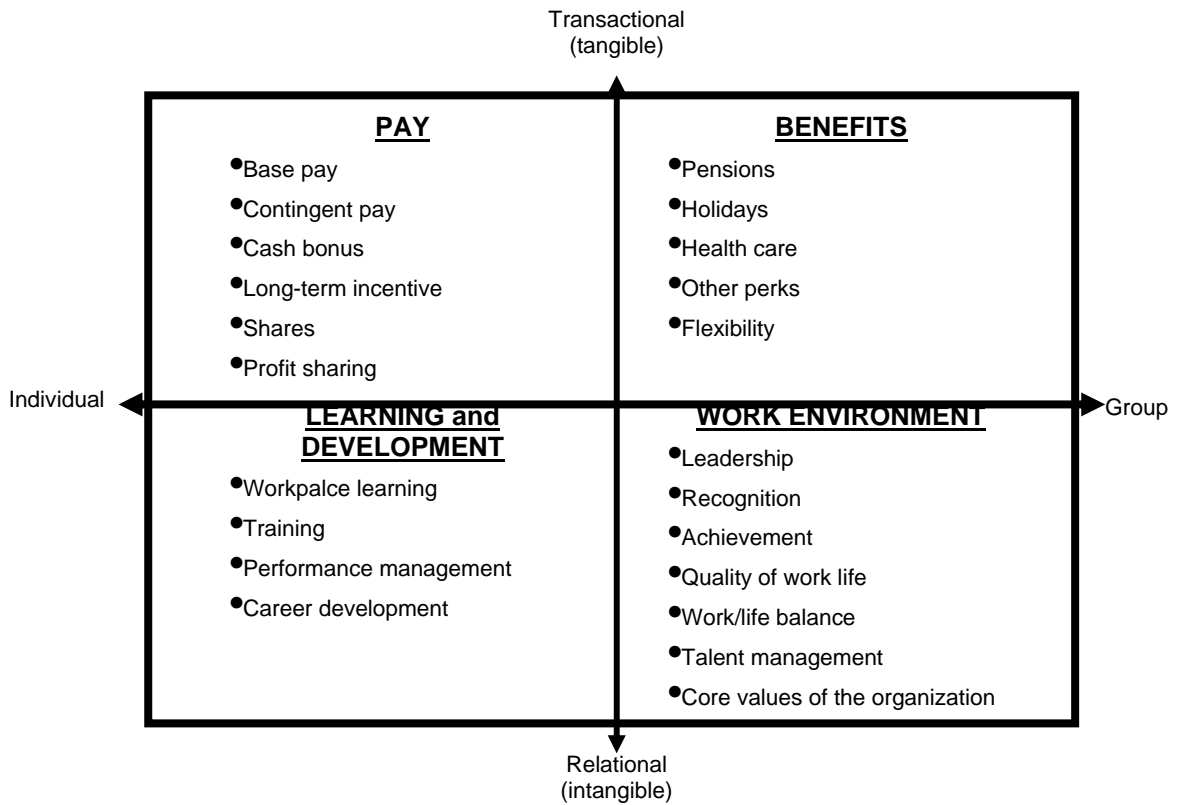 Transactional
(tangible)
PAY
•Base pay
•Contingent pay
•Cash bonus
•Long-term incentive
•Shares
•Profit sharing
BENEFITS
•Pensions
•Holidays
•Health care
•Other perks
•Flexibility
Individual
Group
LEARNING and
DEVELOPMENT
•Workpalce learning
•Training
•Performance management
•Career development
WORK ENVIRONMENT
•Leadership
•Recognition
•Achievement
•Quality of work life
•Work/life balance
•Talent management
•Core values of the organization
Relational
(intangible)